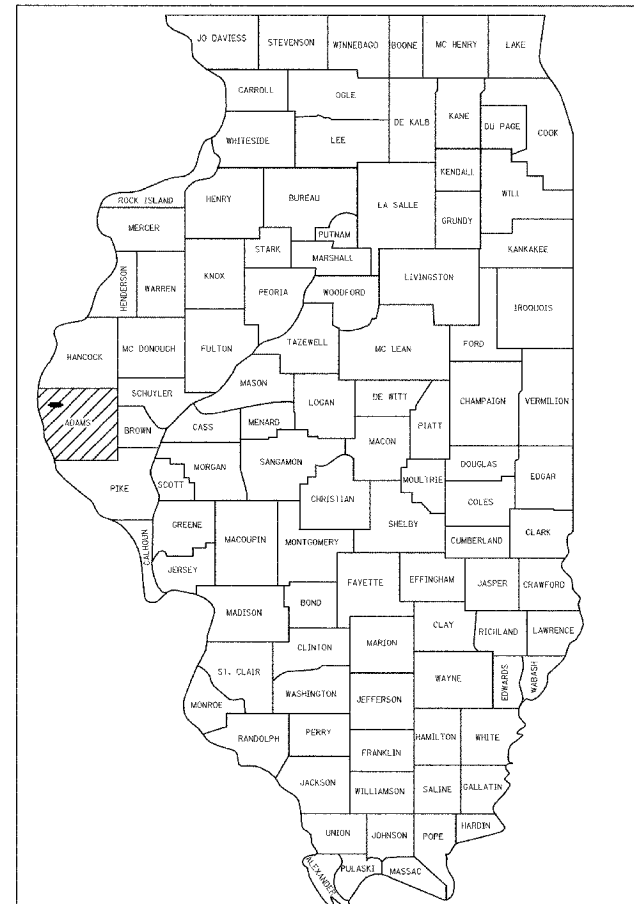 JO DAVIESS
STEVENSON
WINNEBAGO
BOONE
MC HENRY
LAKE
CARROLL
OGLE
DE KALB
KANE
DU PAGE
COOK
WHITESIDE
LEE
KENDALL
WILL
ROCK ISLAND
HENRY
BUREAU
LA SALLE
GRUNDY
MERCER
PUTNAM
KANKAKEE
STARK
MARSHALL
HENDERSON
WARREN
KNOX
PEORIA
WOODFORD
LIVINGSTON
IROQUOIS
HANCOCK
MC DONOUGH
FULTON
TAZEWELL
MC LEAN
FORD
MASON
SCHUYLER
LOGAN
DE WITT
CHAMPAIGN
VERMILION
ADAMS
BROWN
CASS
MENARD
MACON
PIATT
MORGAN
SANGAMON
MOULTRIE
DOUGLAS
EDGAR
PIKE
SCOTT
CHRISTIAN
COLES
GREENE
MACOUPIN
MONTGOMERY
SHELBY
CUMBERLAND
CLARK
CALHOUN
JERSEY
FAYETTE
EFFINGHAM
JASPER
CRAWFORD
MADISON
BOND
CLAY
RICHLAND
LAWRENCE
CLINTON
MARION
ST. CLAIR
WAYNE
EDWARDS
WABASH
WASHINGTON
JEFFERSON
MONROE
RANDOLPH
PERRY
HAMILTON
WHITE
FRANKLIN
JACKSON
WILLIAMSON
SALINE
GALLATIN
UNION
JOHNSON
POPE
HARDIN
ALEXANDER
PULASKI
MASSAC